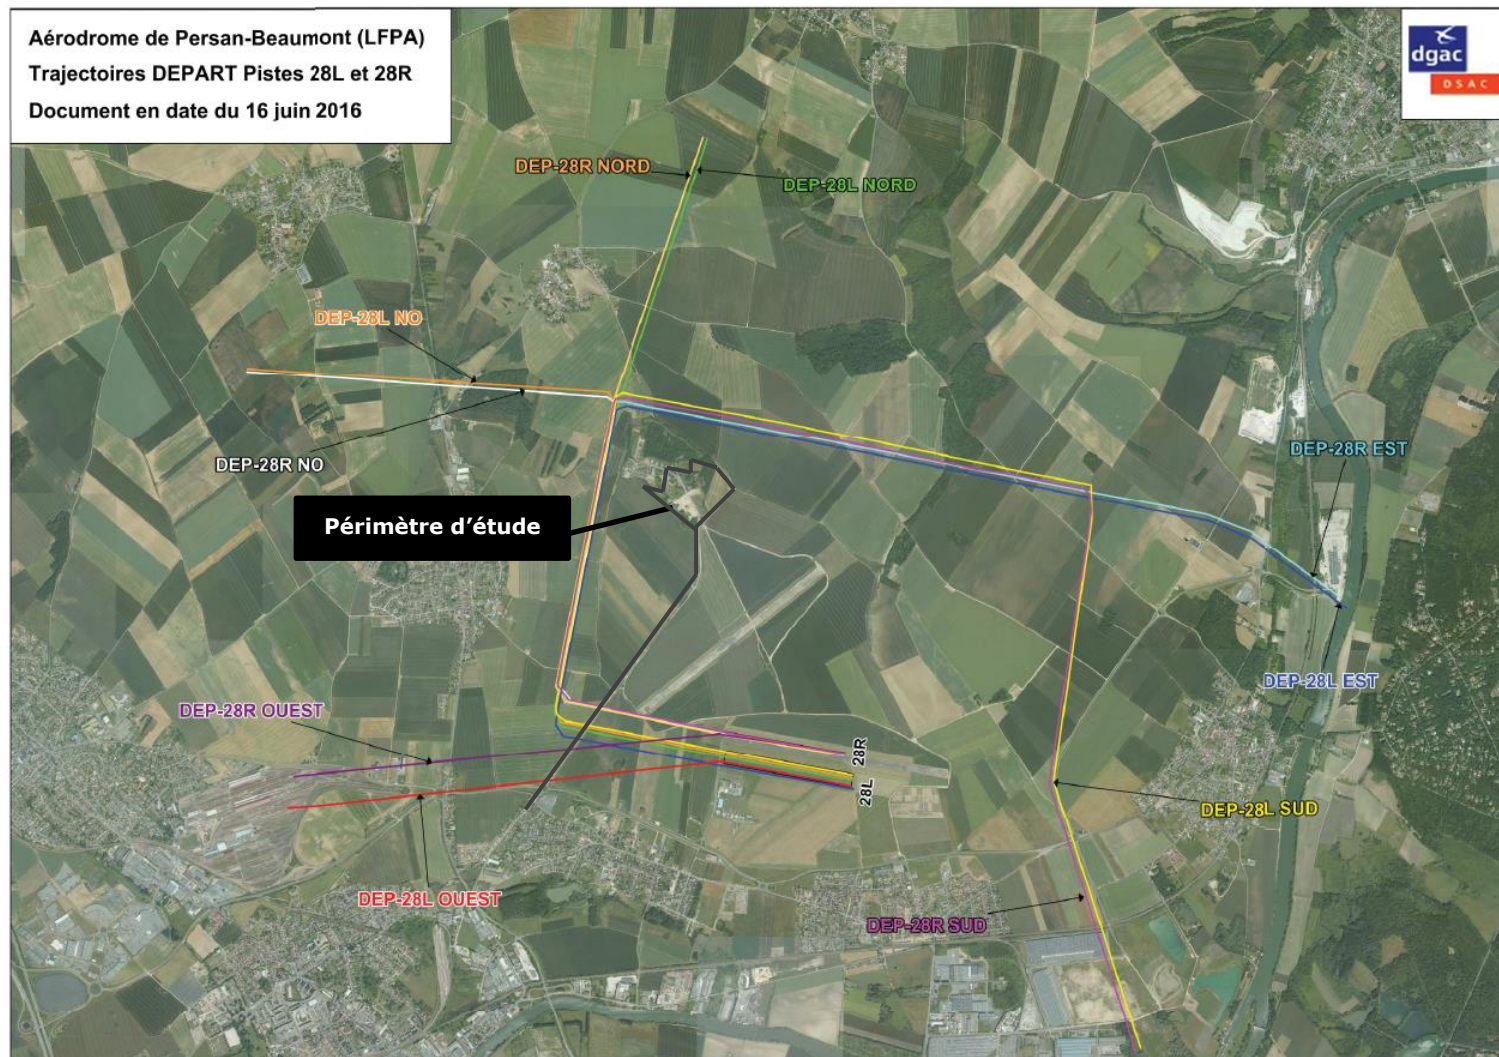 Aérodrome de Persan-Beaumont (LFPA)
Trajectoires DEPART Pistes 28L et 28R
Document en date du 16 juin 2016
dgac
DSAC
DEP-28R NORD
DEP-28L NORD
DEP-28L NO
DEP-28R NO
DEP-28R EST
Périmètre d'étude
DEP-28L EST
DEP-28R OUEST
28R
28L
DEP-28L SUD
DEP-28L OUEST
DEP-28R SUD